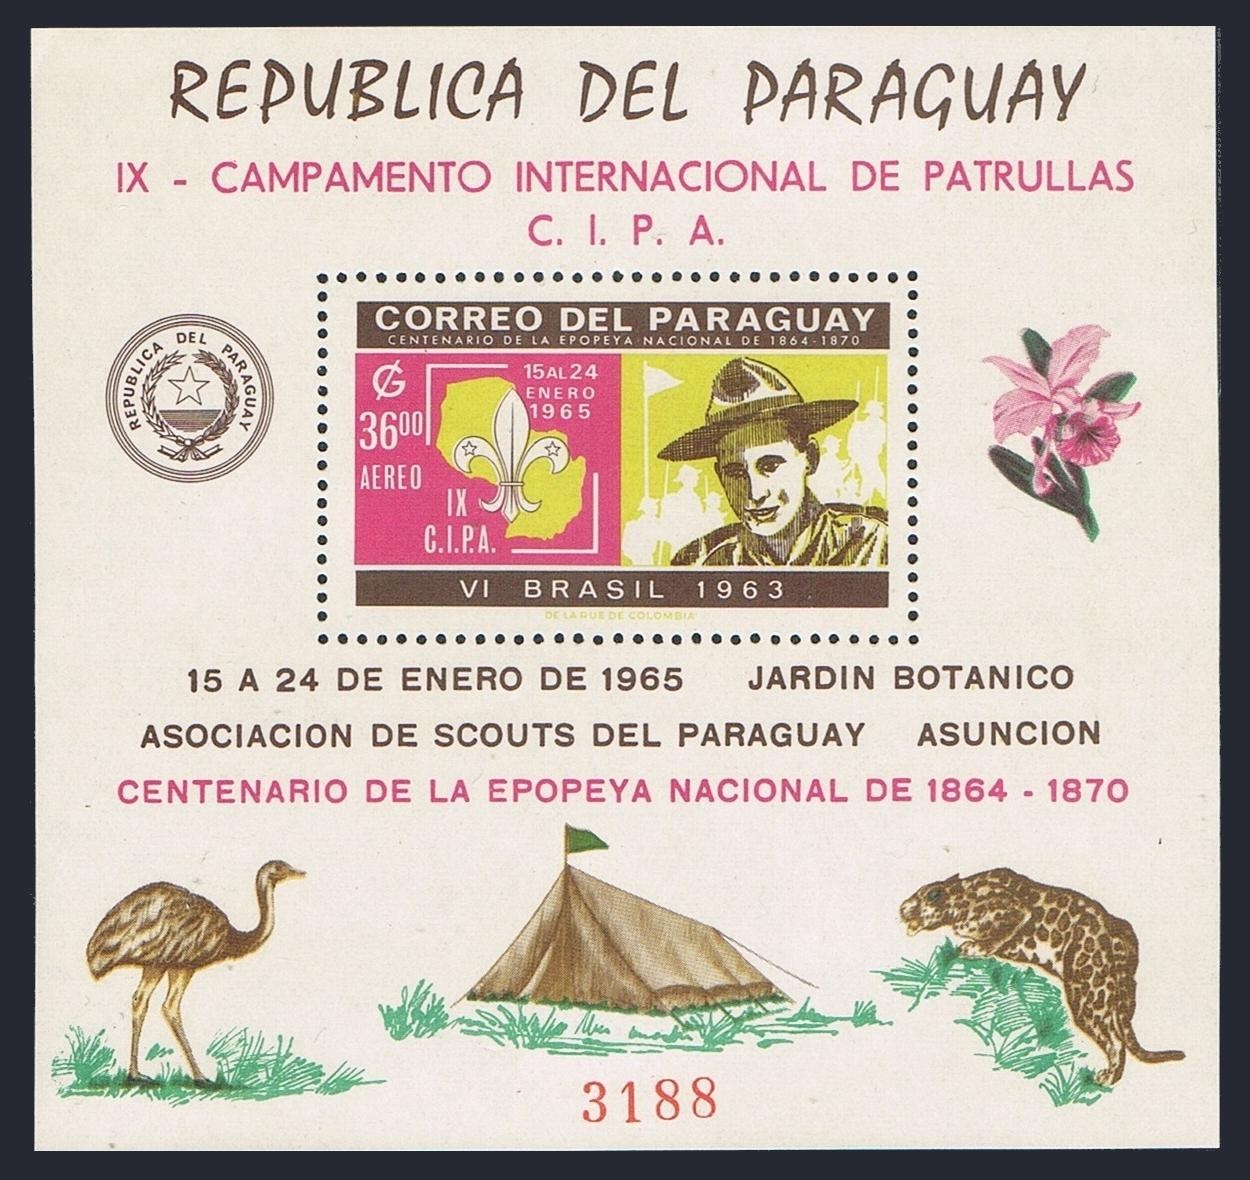 REPUBLICA DEL PARAGUAY
IX - CAMPAMENTO INTERNACIONAL DE PATRULLAS
C. I. P. A.
REPUBLICA DEL PARAGUAY
CORREO DEL PARAGUAY
CENTENARIO DE LA EPOPEYA NACIONAL DE 1864-1870
₲
3600
AEREO
15 AL 24
ENERO
1965
IX
C.I.P.A.
VI BRASIL 1963
DE LA RUE DE COLOMBIA
15 A 24 DE ENERO DE 1965 JARDIN BOTANICO
ASOCIACION DE SCOUTS DEL PARAGUAY ASUNCION
CENTENARIO DE LA EPOPEYA NACIONAL DE 1864 - 1870
3188